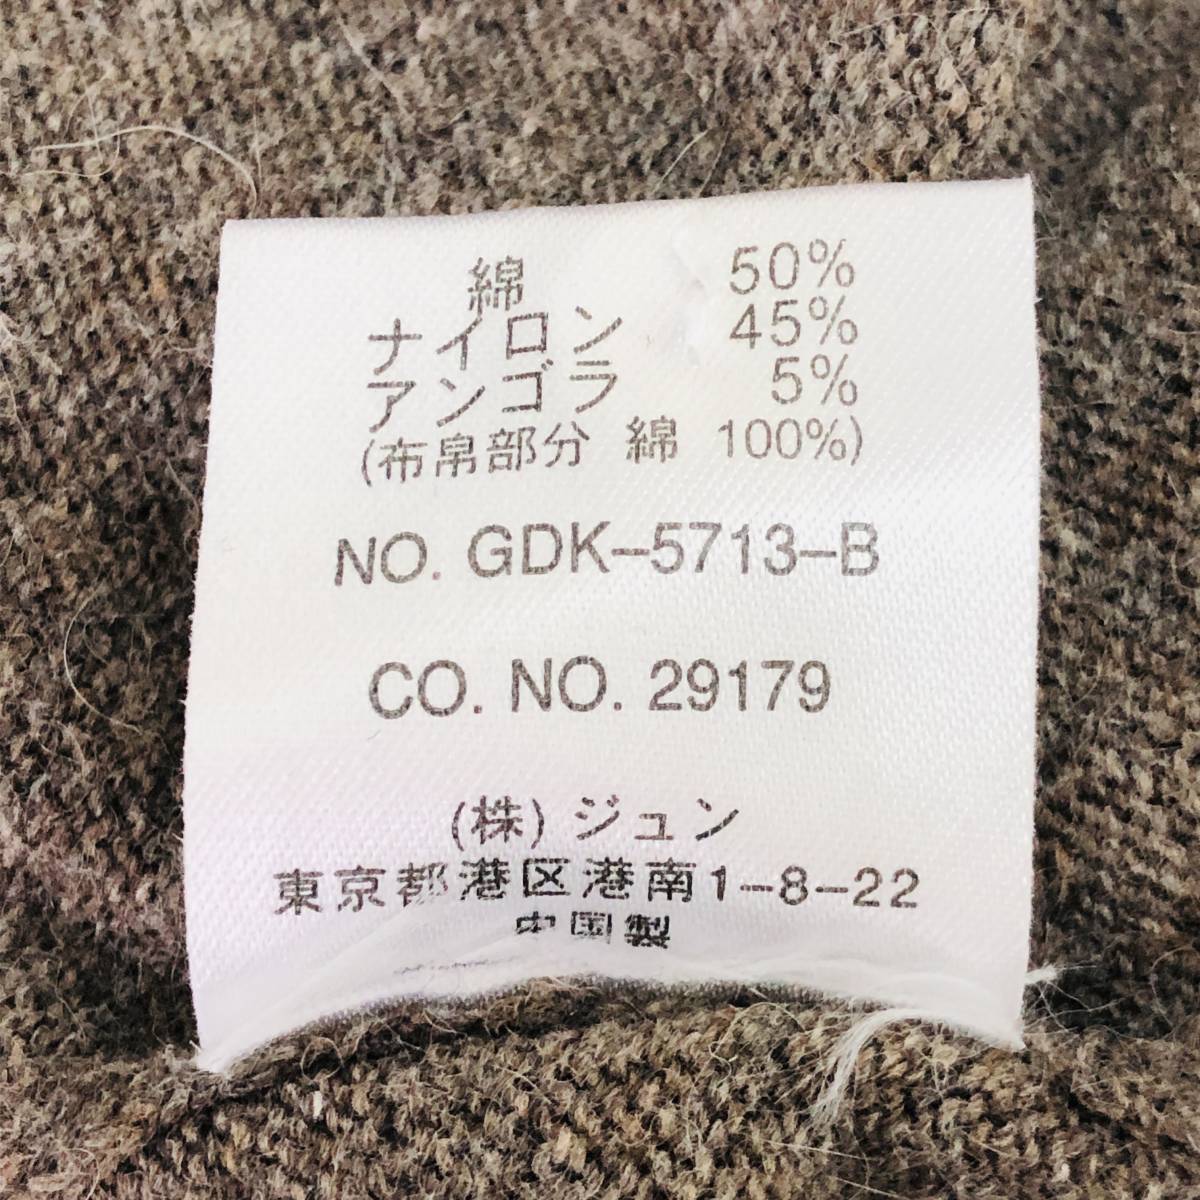 綿 50%
ナイロン 45%
アンゴラ 5%
(布帛部分 綿 100%)
NO. GDK-5713-B
CO. NO. 29179
(株) ジュン
東京都港区港南1-8-22
中国製